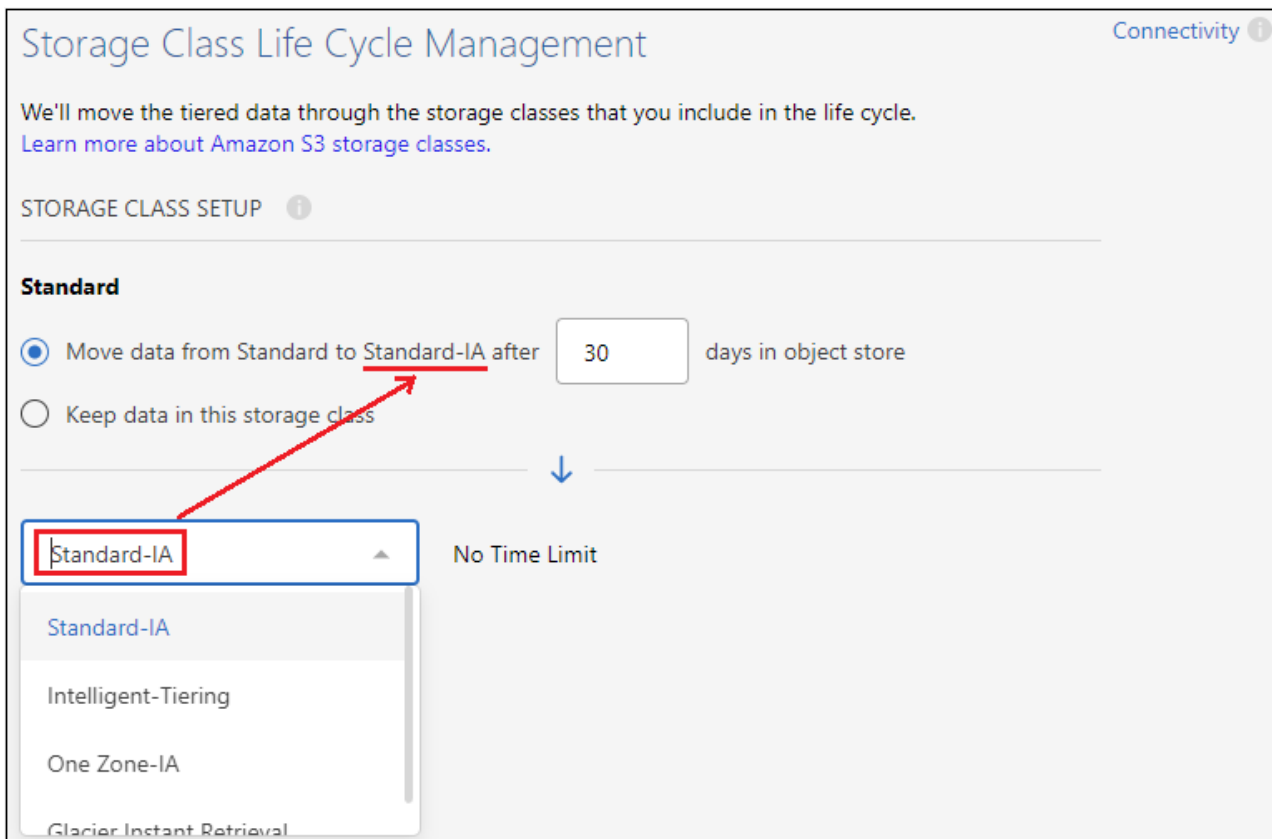 Storage Class Life Cycle Management
Connectivity
We'll move the tiered data through the storage classes that you include in the life cycle.
Learn more about Amazon S3 storage classes.
STORAGE CLASS SETUP
Standard
Move data from Standard to Standard-IA after 30 days in object store
Keep data in this storage class
Standard-IA No Time Limit
Standard-IA
Intelligent-Tiering
One Zone-IA
Glacier Instant Retrieval